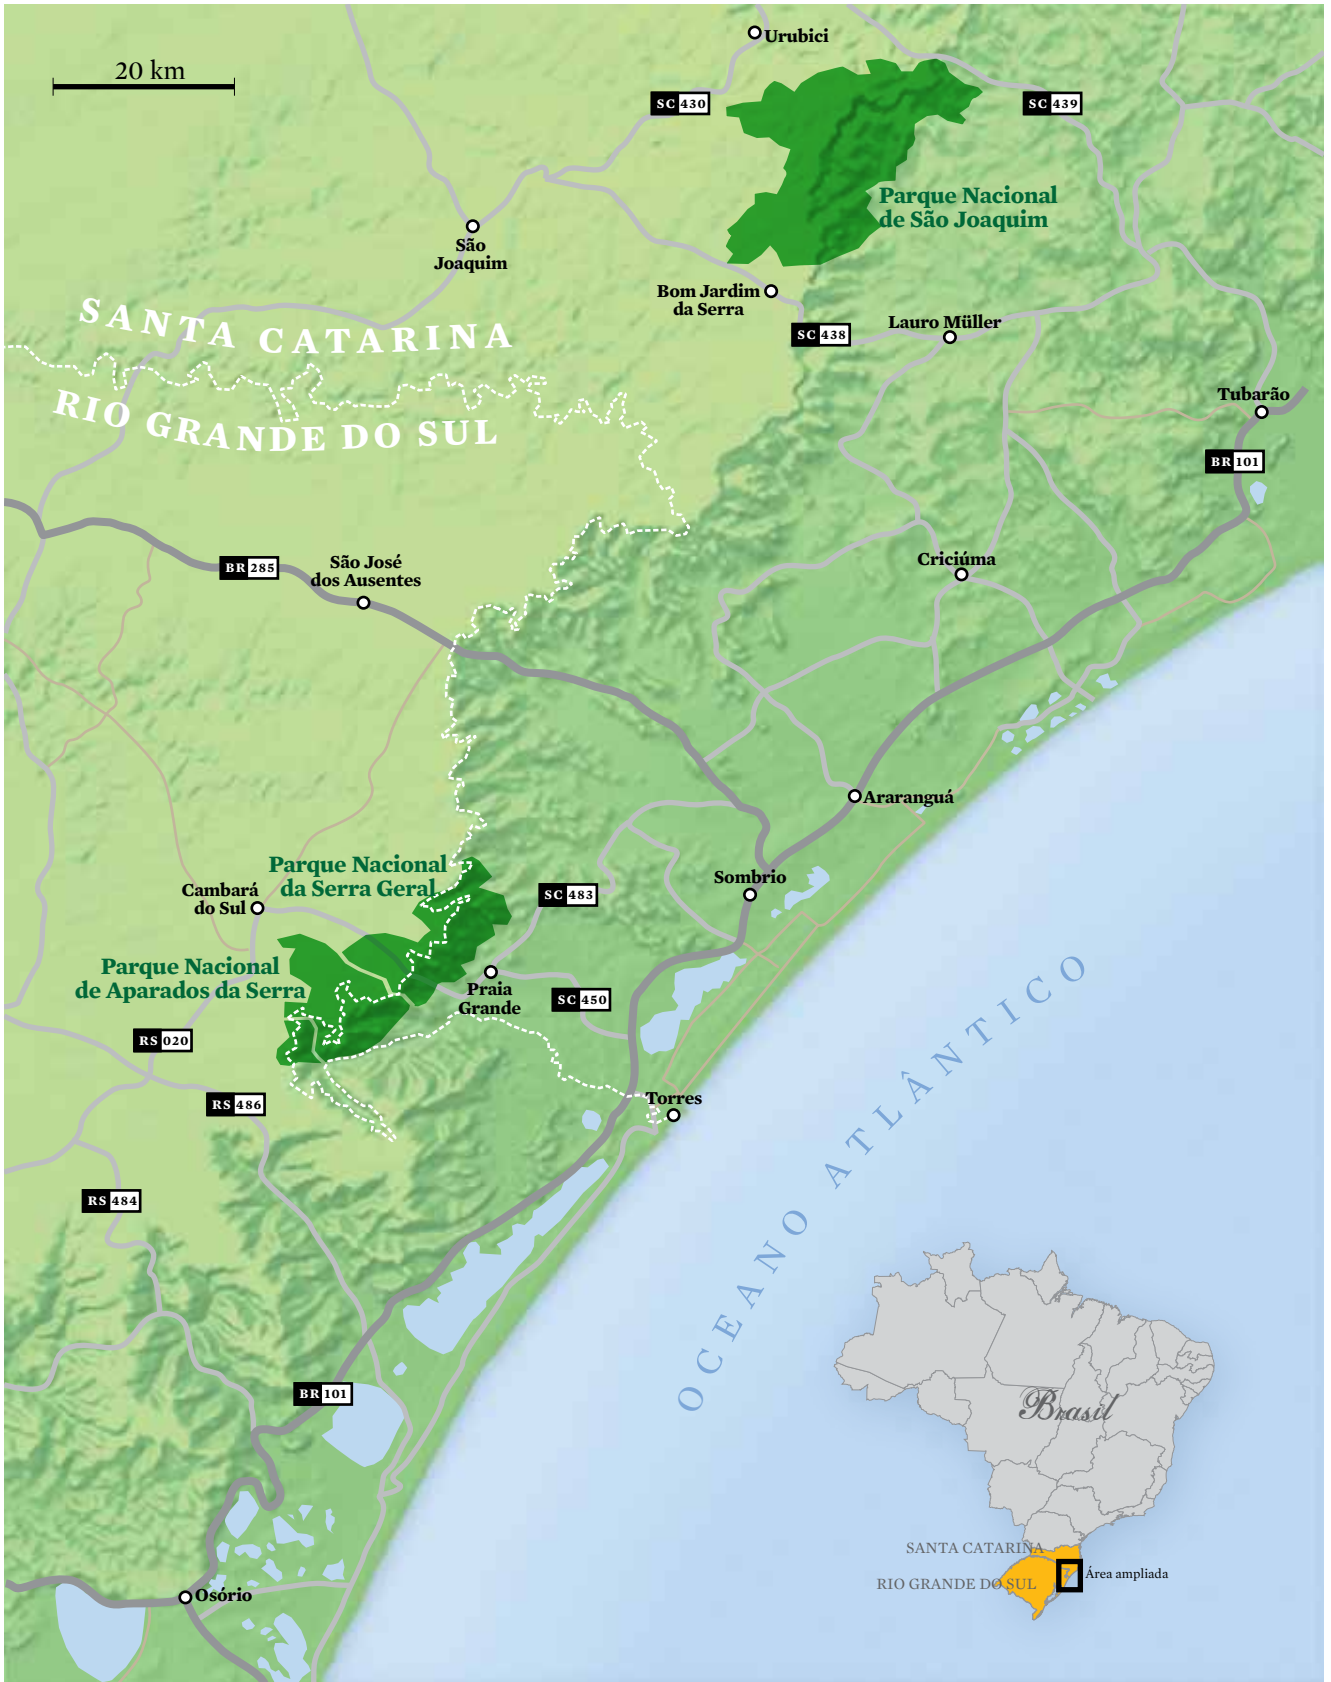 Urubici
20 km
SC 430
SC 439
Parque Nacional
de São Joaquim
São
Joaquim
Bom Jardim
da Serra
SANTA CATARINA
SC 438
Lauro Müller
RIO GRANDE DO SUL
Tubarão
BR 101
BR 285
São José
dos Ausentes
Criciúma
Araranguá
Parque Nacional
da Serra Geral
Cambará
do Sul
SC 483
Sombrio
Parque Nacional
de Aparados da Serra
Praia
Grande
SC 450
RS 020
RS 486
Torres
OCEANO ATLÂNTICO
RS 484
BR 101
Brasil
SANTA CATARINA
RIO GRANDE DO SUL
Área ampliada
Osório